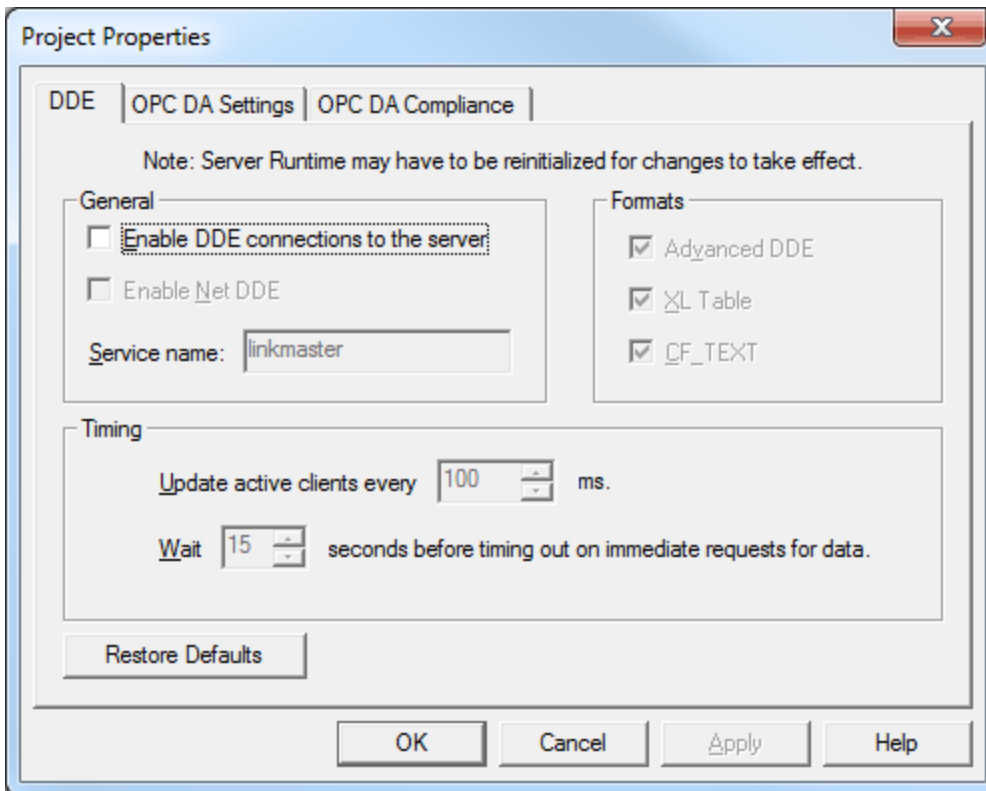 Project Properties
DDE
OPC DA Settings
OPC DA Compliance
Note: Server Runtime may have to be reinitialized for changes to take effect.
General
Enable DDE connections to the server
Enable Net DDE
Service name: linkmaster
Formats
Advanced DDE
XL Table
CF_TEXT
Timing
Update active clients every 100 ms.
Wait 15 seconds before timing out on immediate requests for data.
Restore Defaults
OK
Cancel
Apply
Help